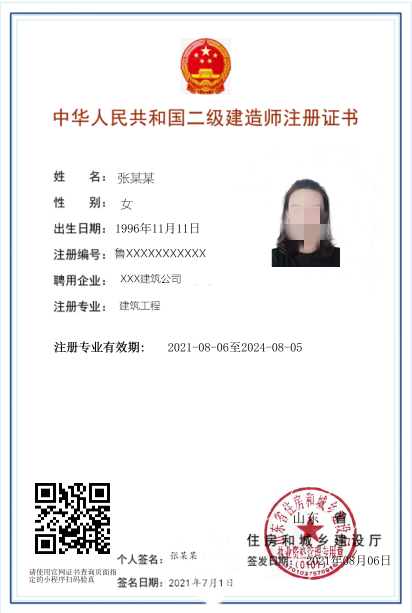 中华人民共和国二级建造师注册证书
姓 名：张某某
性 别：女
出生日期：1996年11月11日
注册编号：鲁XXXXXXXXXXX
聘用企业：XXX建筑公司
注册专业：建筑工程
注册专业有效期: 2021-08-06至2024-08-05
山东 省
住房和城乡建设厅
签发日期：2021年08月06日
请使用官网证书查询页面指
定的小程序扫码验真
个人签名：张某某
签名日期：2021年7月1日